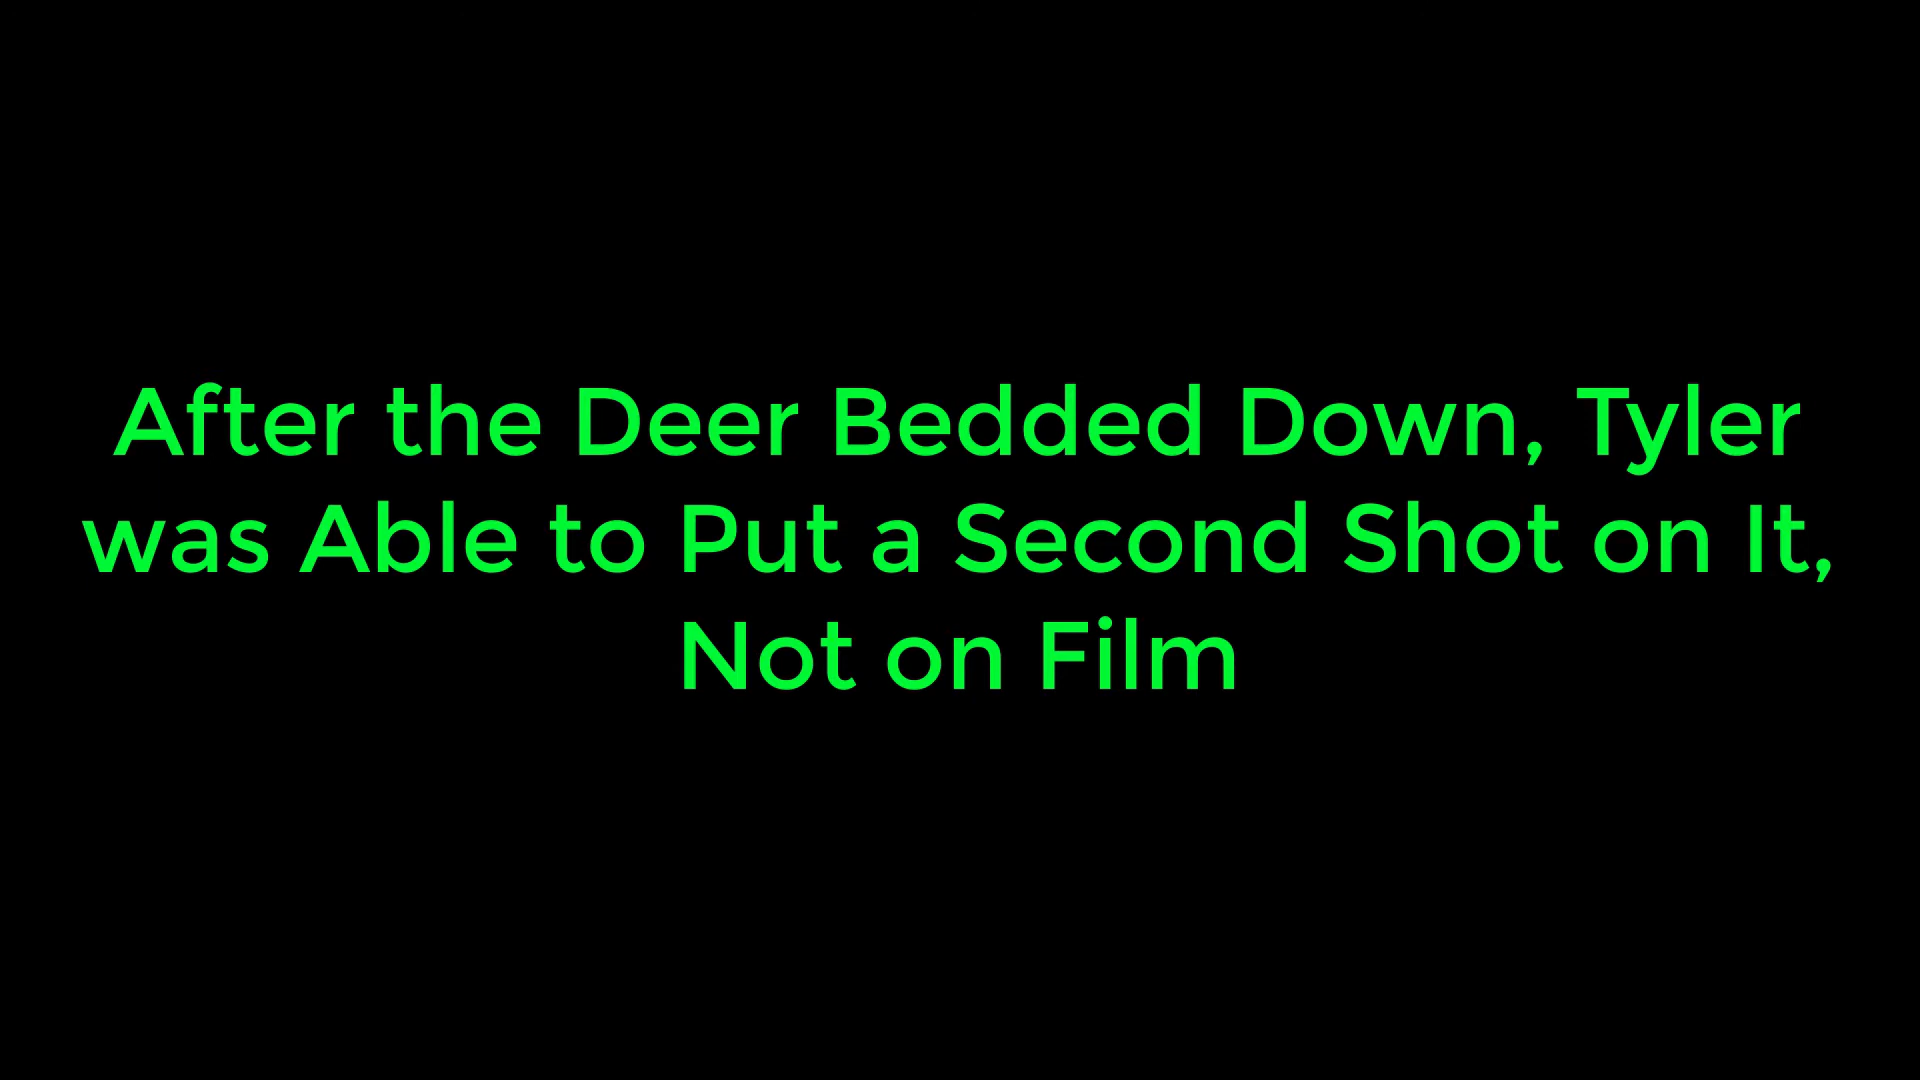 After the Deer Bedded Down, Tyler
was Able to Put a Second Shot on It,
Not on Film